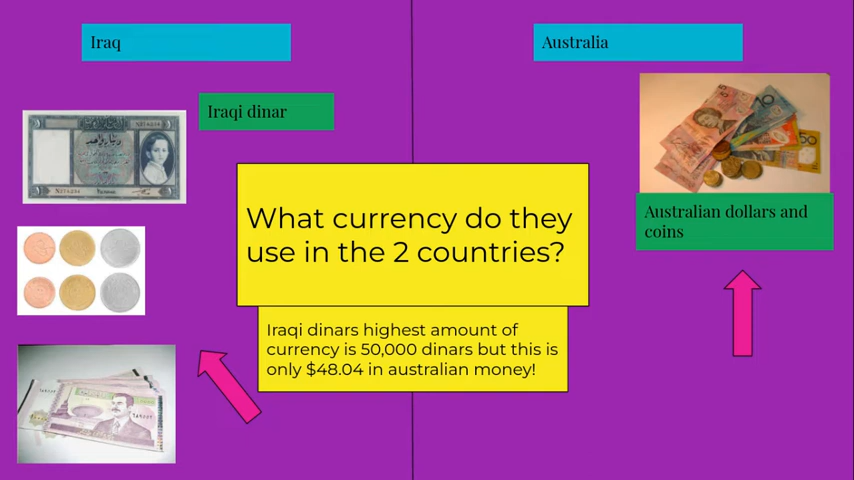 Iraq
Australia
Iraqi dinar
What currency do they
use in the 2 countries?
Australian dollars and
coins
Iraqi dinars highest amount of
currency is 50,000 dinars but this is
only $48.04 in australian money!